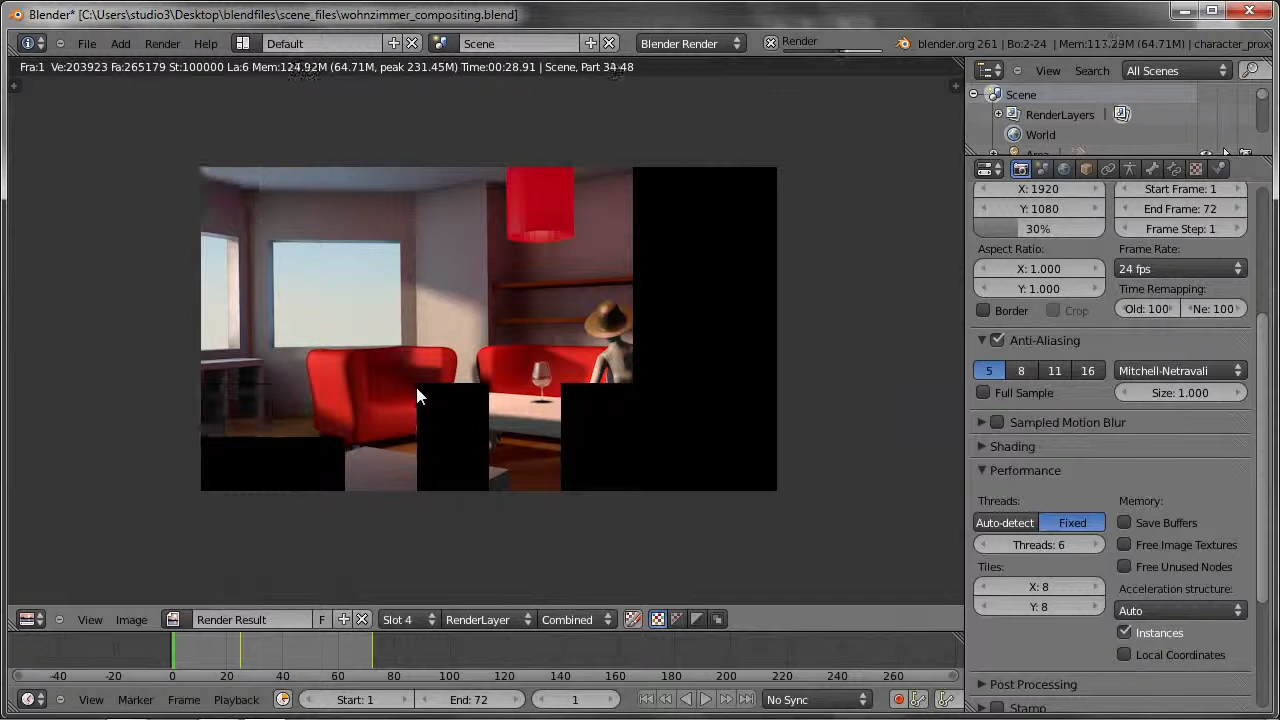 Blender* [C:\Users\studio3\Desktop\blendfiles\scene_files\wohnzimmer_compositing.blend]
File Add Render Help Default Scene Blender Render Render blender.org 261 | Bo:2-24 | Mem:117.29M (64.71M) | character_proxy
Fra:1 Ve:203923 Fa:265179 St:100000 La:6 Mem:124.92M (64.71M, peak 231.45M) Time:00:28.91 | Scene, Part 34-48
View Search All Scenes
Scene
RenderLayers |
World
X: 1920 Start Frame: 1
Y: 1080 End Frame: 72
30% Frame Step: 1
Aspect Ratio: Frame Rate:
X: 1.000 24 fps
Y: 1.000 Time Remapping:
Border Crop Old: 100 Ne: 100
Anti-Aliasing
5 8 11 16 Mitchell-Netravali
Full Sample Size: 1.000
Sampled Motion Blur
Shading
Performance
Threads: Memory:
Auto-detect Fixed Save Buffers
Threads: 6 Free Image Textures
Tiles: Free Unused Nodes
X: 8 Acceleration structure:
Y: 8 Auto
Instances
Local Coordinates
Post Processing
Stamp
View Image Render Result F Slot 4 RenderLayer Combined
-40 -20 0 20 40 60 80 100 120 140 160 180 200 220 240 260
View Marker Frame Playback Start: 1 End: 72 1 No Sync